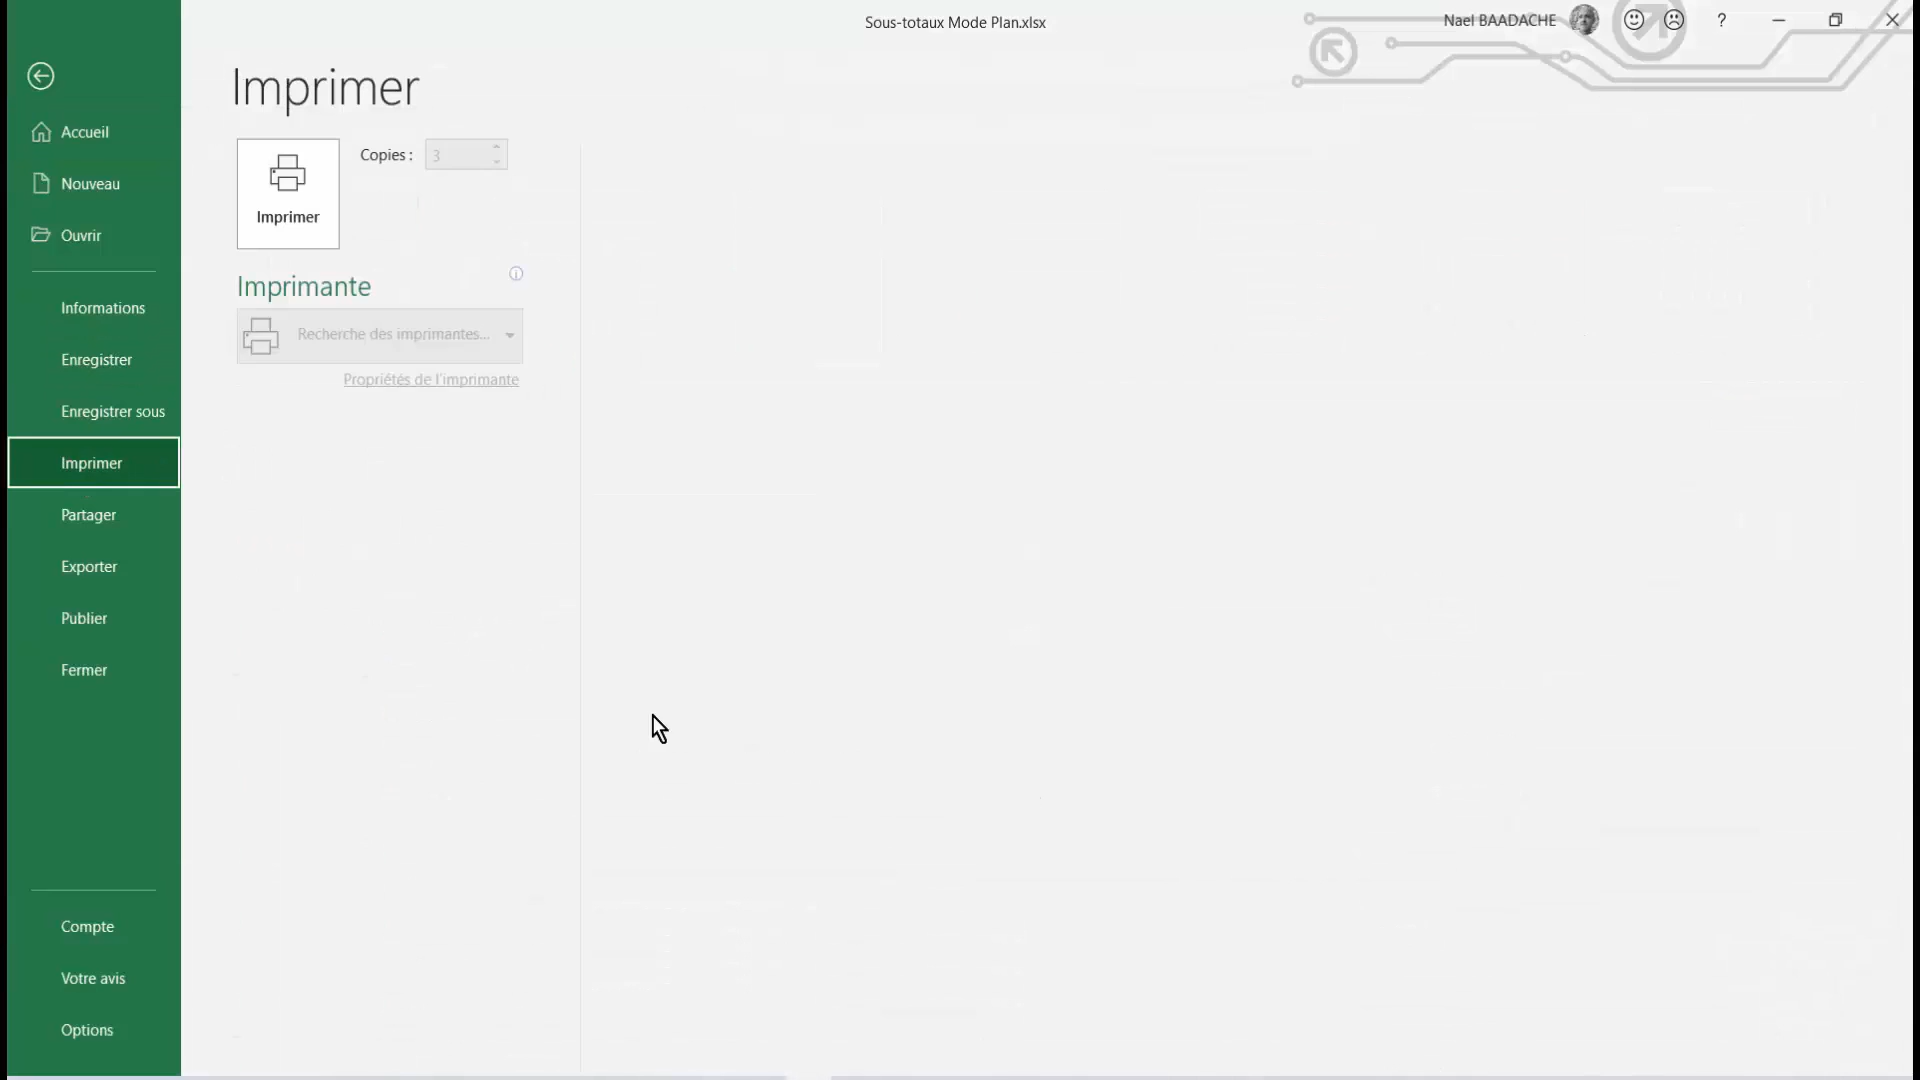 Sous-totaux Mode Plan.xlsx
Nael BAADACHE
?
Imprimer
Accueil
Nouveau
Ouvrir
Informations
Enregistrer
Enregistrer sous
Imprimer
Partager
Exporter
Publier
Fermer
Compte
Votre avis
Options
Imprimer
Copies :
3
Imprimante
Recherche des imprimantes...
Propriétés de l'imprimante